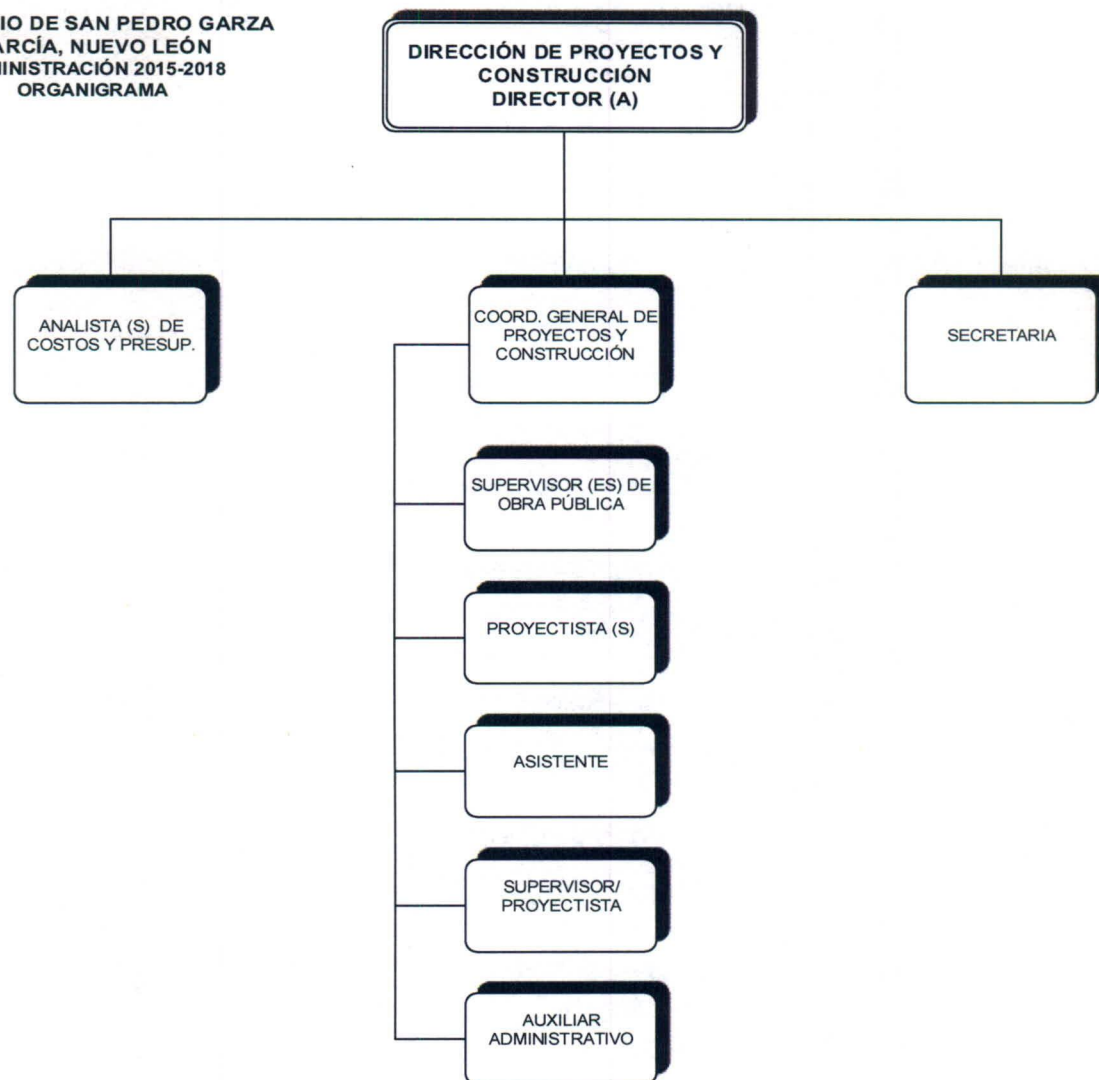 IO DE SAN PEDRO GARZA
ARCÍA, NUEVO LEÓN
INISTRACIÓN 2015-2018
ORGANIGRAMA
DIRECCIÓN DE PROYECTOS Y
CONSTRUCCIÓN
DIRECTOR (A)
ANALISTA (S) DE
COSTOS Y PRESUP.
COORD. GENERAL DE
PROYECTOS Y
CONSTRUCCIÓN
SECRETARIA
SUPERVISOR (ES) DE
OBRA PÚBLICA
PROYECTISTA (S)
ASISTENTE
SUPERVISOR/
PROYECTISTA
AUXILIAR
ADMINISTRATIVO